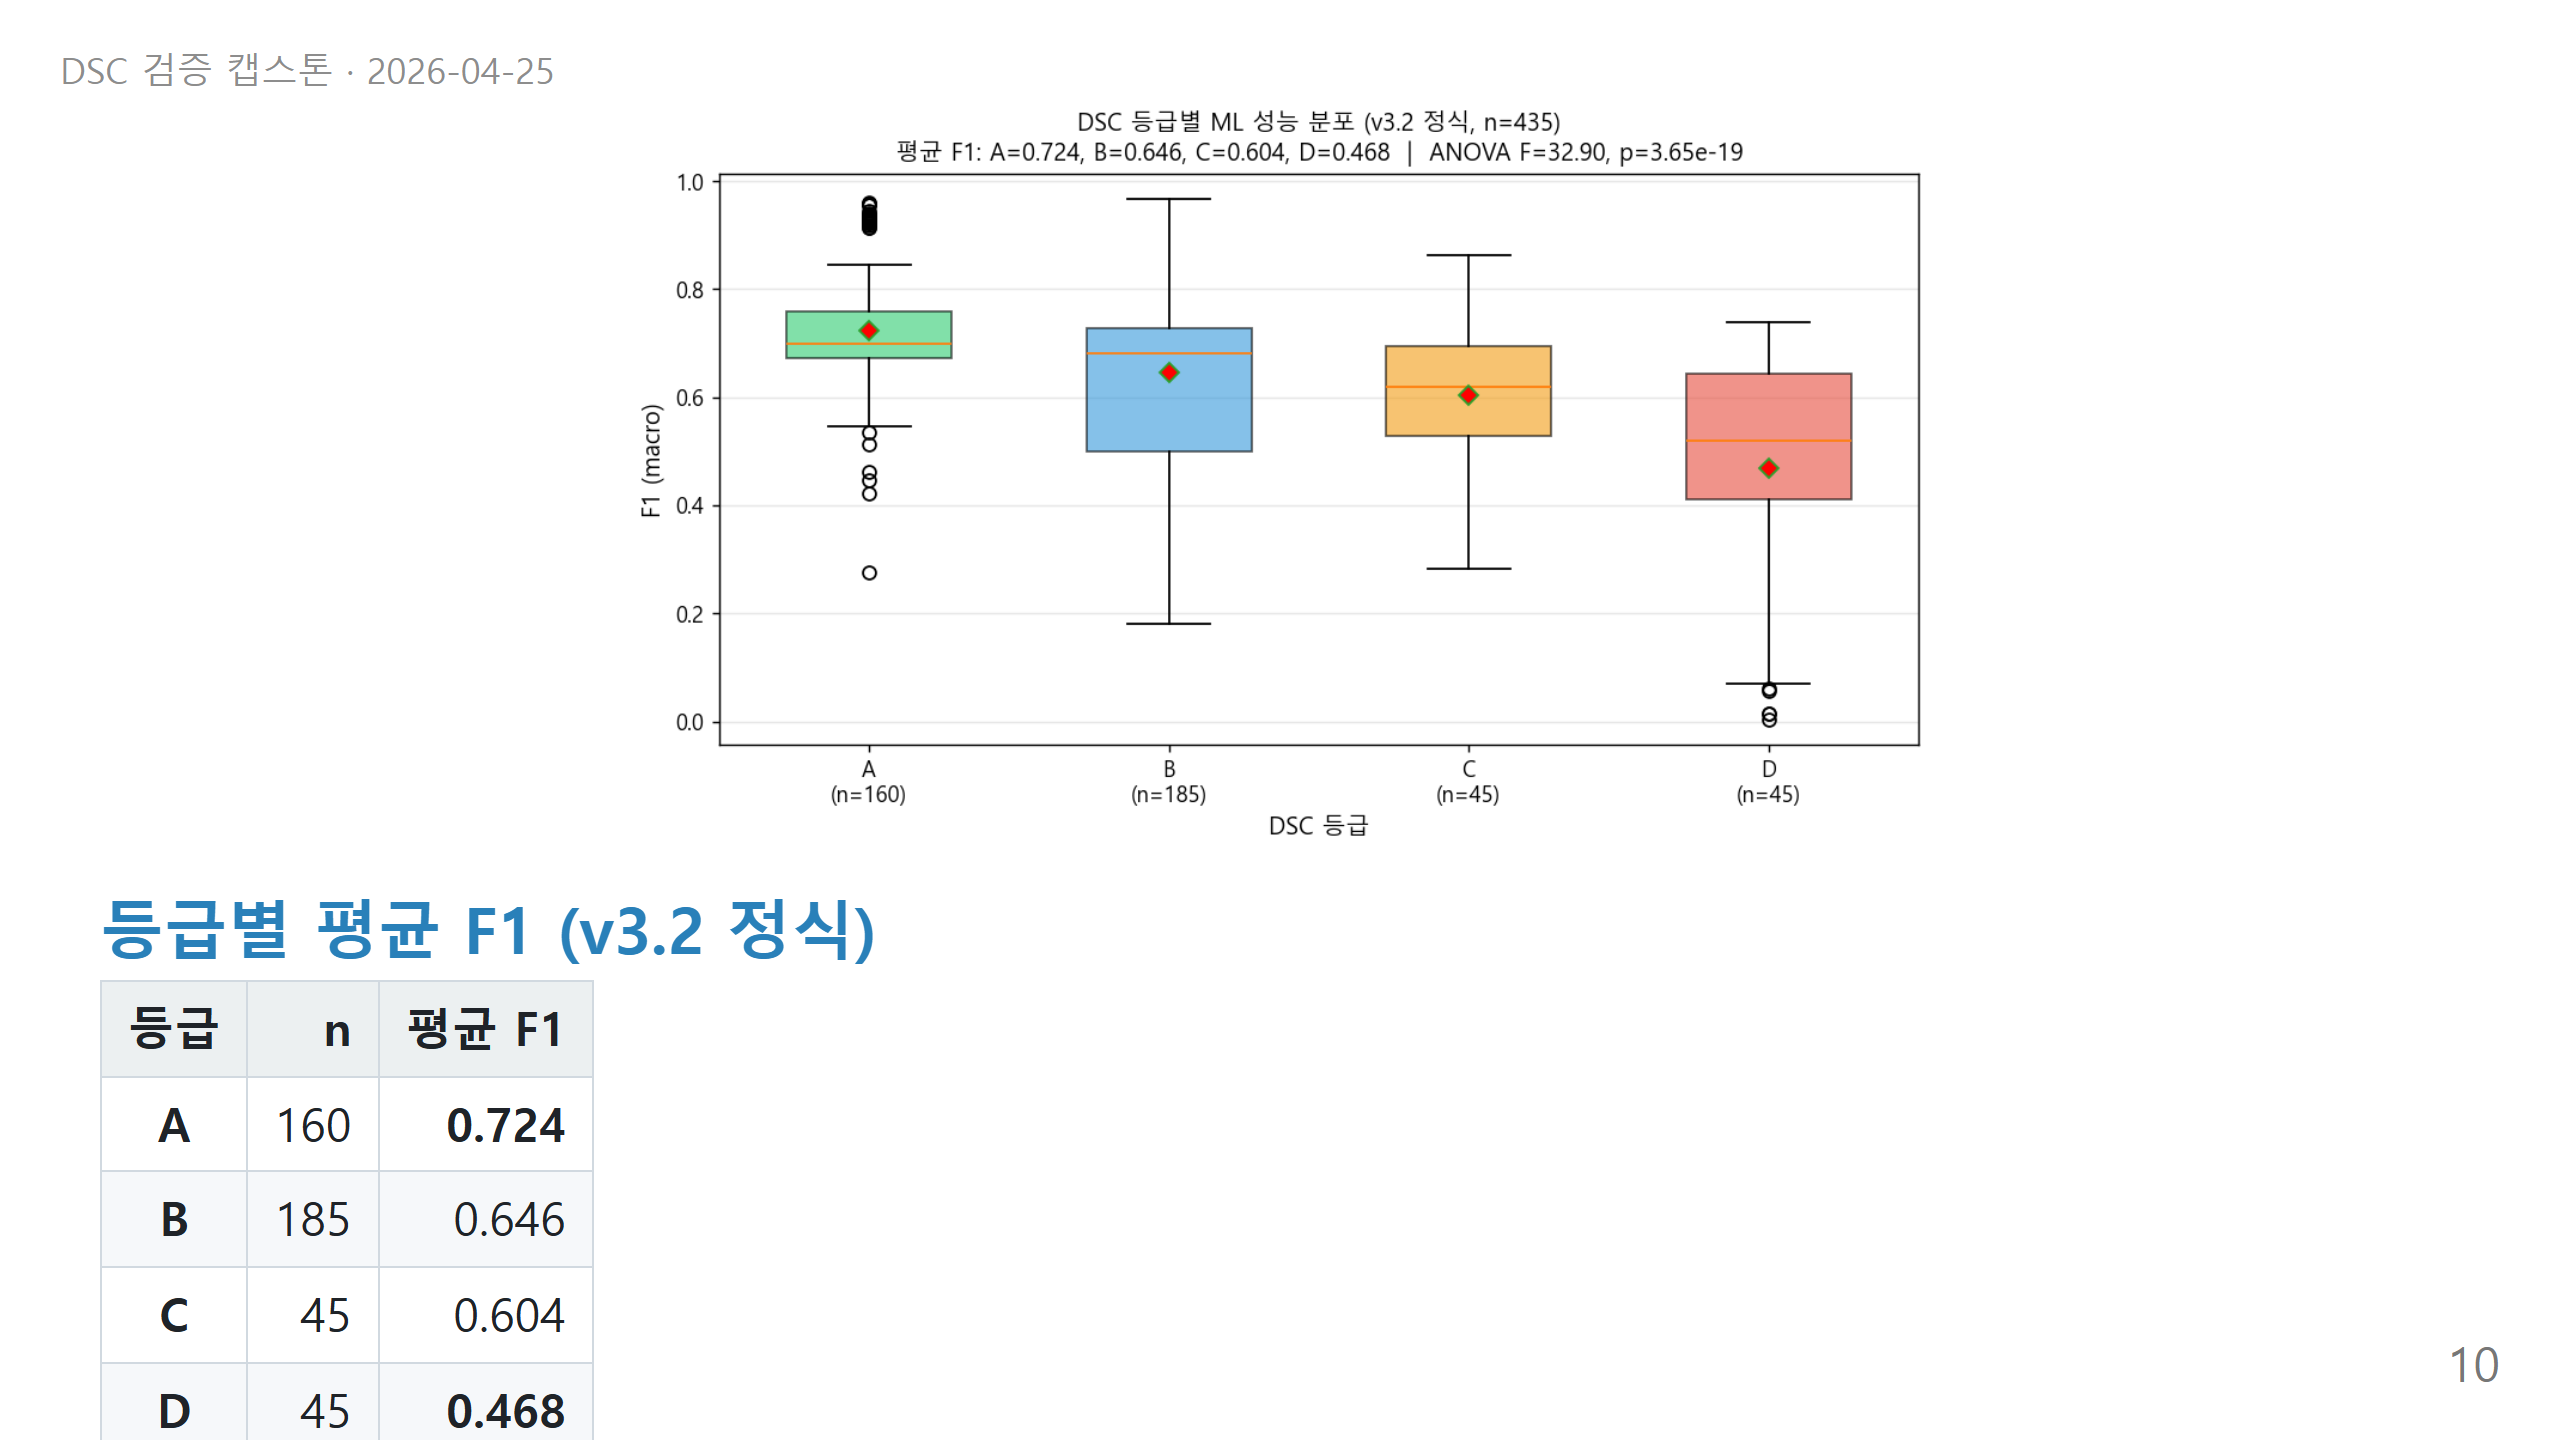 DSC 검증 캡스톤 · 2026-04-25
DSC 등급별 ML 성능 분포 (v3.2 정식, n=435)
평균 F1: A=0.724, B=0.646, C=0.604, D=0.468 | ANOVA F=32.90, p=3.65e-19
1.0
0.8
0.6
0.4
0.2
0.0
F1 (macro)
A B C D
(n=160) (n=185) (n=45) (n=45)
DSC 등급
등급별 평균 F1 (v3.2 정식)
등급 n 평균 F1
A 160 0.724
B 185 0.646
C 45 0.604
D 45 0.468
10